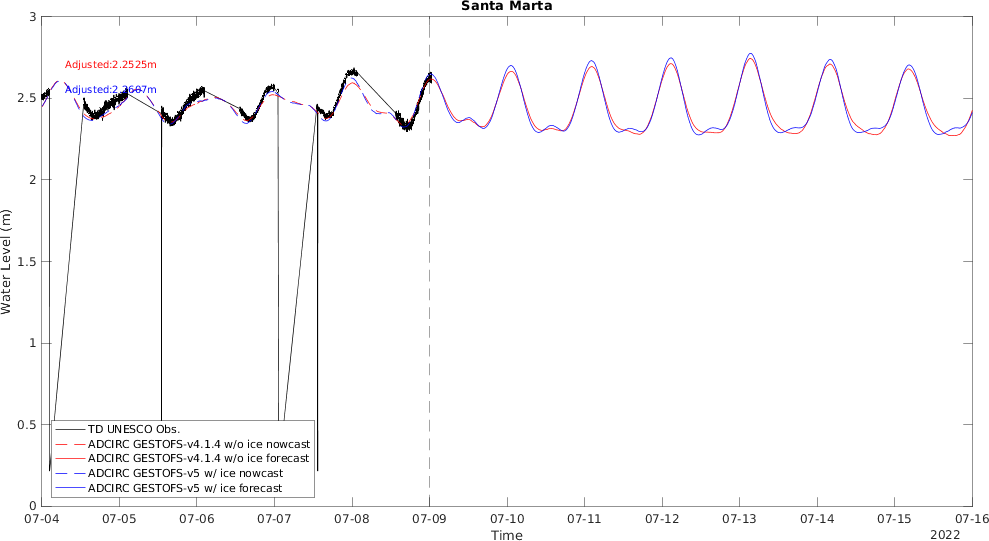 Santa Marta
3
2.5
2
1.5
1
0.5
0
Water Level (m)
Adjusted:2.2525m
Adjusted:2.2607m
TD UNESCO Obs.
ADCIRC GESTOFS-v4.1.4 w/o ice nowcast
ADCIRC GESTOFS-v4.1.4 w/o ice forecast
ADCIRC GESTOFS-v5 w/ ice nowcast
ADCIRC GESTOFS-v5 w/ ice forecast
07-04 07-05 07-06 07-07 07-08 07-09 07-10 07-11 07-12 07-13 07-14 07-15 07-16
Time
2022